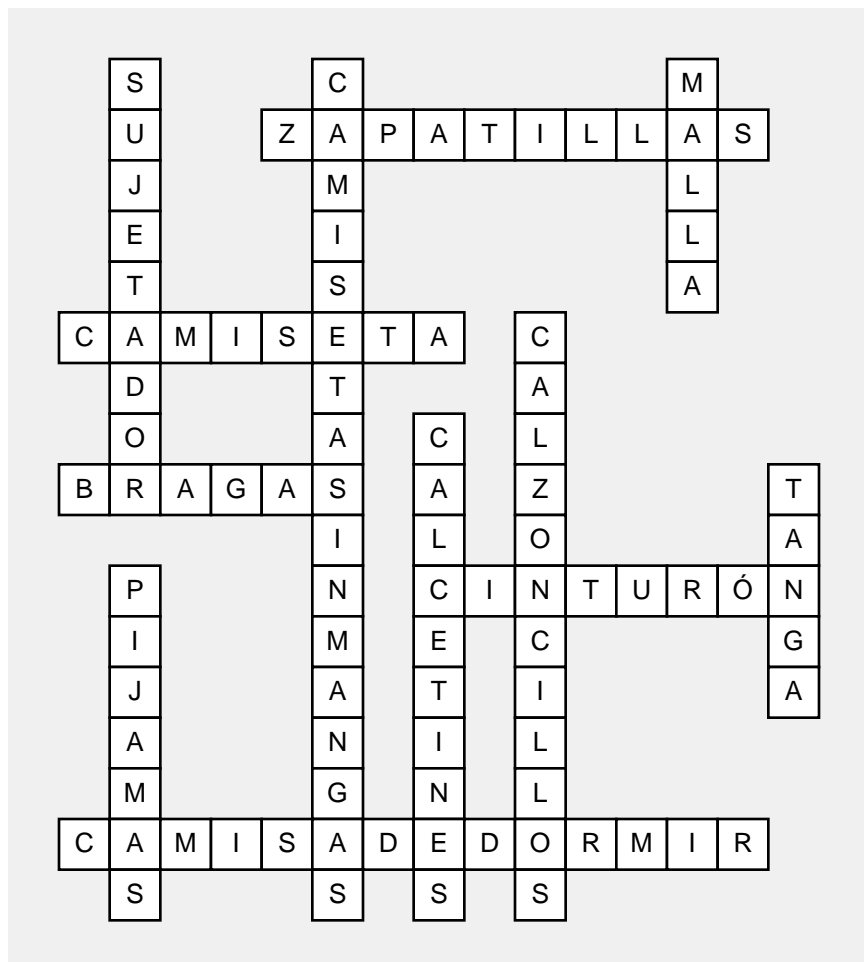 SUJETADOR
CAMISETASINMANGAS
MALLA
ZAPATILLAS
CAMISETA
CALZONCILLOS
CALCETINES
BRAGAS
TANGA
PIJAMAS
CINTURÓN
CAMISADEDORMIR